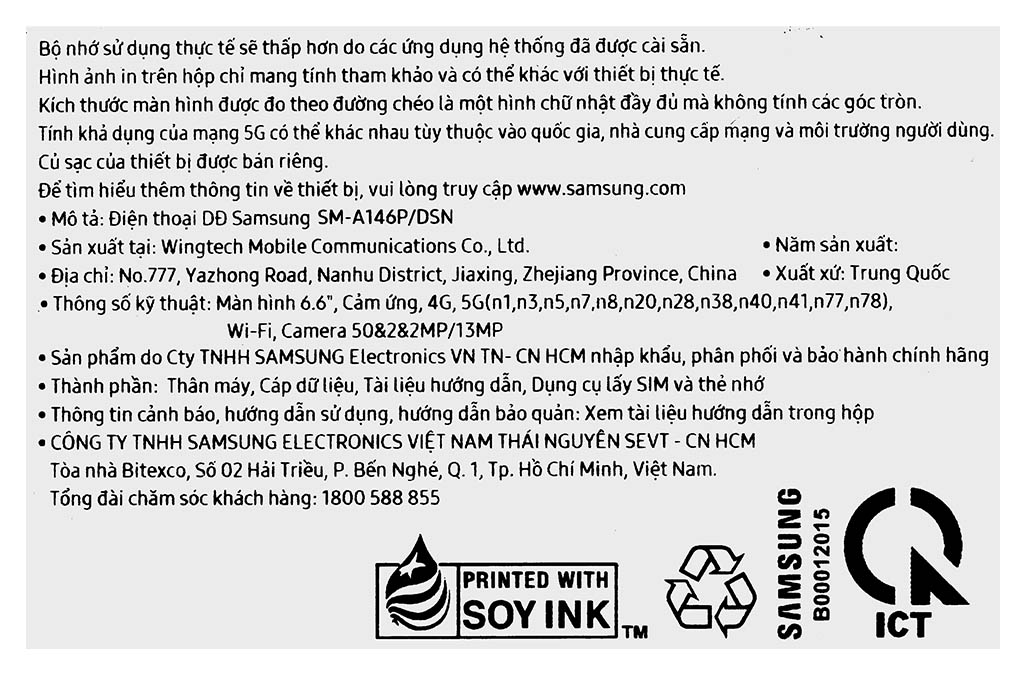 Bộ nhớ sử dụng thực tế sẽ thấp hơn do các ứng dụng hệ thống đã được cài sẵn.
Hình ảnh in trên hộp chỉ mang tính tham khảo và có thể khác với thiết bị thực tế.
Kích thước màn hình được đo theo đường chéo là một hình chữ nhật đầy đủ mà không tính các góc tròn.
Tính khả dụng của mạng 5G có thể khác nhau tùy thuộc vào quốc gia, nhà cung cấp mạng và môi trường người dùng.
Củ sạc của thiết bị được bán riêng.
Để tìm hiểu thêm thông tin về thiết bị, vui lòng truy cập www.samsung.com
• Mô tả: Điện thoại DĐ Samsung SM-A146P/DSN
• Sản xuất tại: Wingtech Mobile Communications Co., Ltd. • Năm sản xuất:
• Địa chỉ: No.777, Yazhong Road, Nanhu District, Jiaxing, Zhejiang Province, China • Xuất xứ: Trung Quốc
• Thông số kỹ thuật: Màn hình 6.6", Cảm ứng, 4G, 5G(n1,n3,n5,n7,n8,n20,n28,n38,n40,n41,n77,n78),
Wi-Fi, Camera 50&2&2MP/13MP
• Sản phẩm do Cty TNHH SAMSUNG Electronics VN TN- CN HCM nhập khẩu, phân phối và bảo hành chính hãng
• Thành phần: Thân máy, Cáp dữ liệu, Tài liệu hướng dẫn, Dụng cụ lấy SIM và thẻ nhớ
• Thông tin cảnh báo, hướng dẫn sử dụng, hướng dẫn bảo quản: Xem tài liệu hướng dẫn trong hộp
• CÔNG TY TNHH SAMSUNG ELECTRONICS VIỆT NAM THÁI NGUYÊN SEVT - CN HCM
Tòa nhà Bitexco, Số 02 Hải Triều, P. Bến Nghé, Q. 1, Tp. Hồ Chí Minh, Việt Nam.
Tổng đài chăm sóc khách hàng: 1800 588 855
PRINTED WITH
SOY INK TM
SAMSUNG
B00012015
ICT